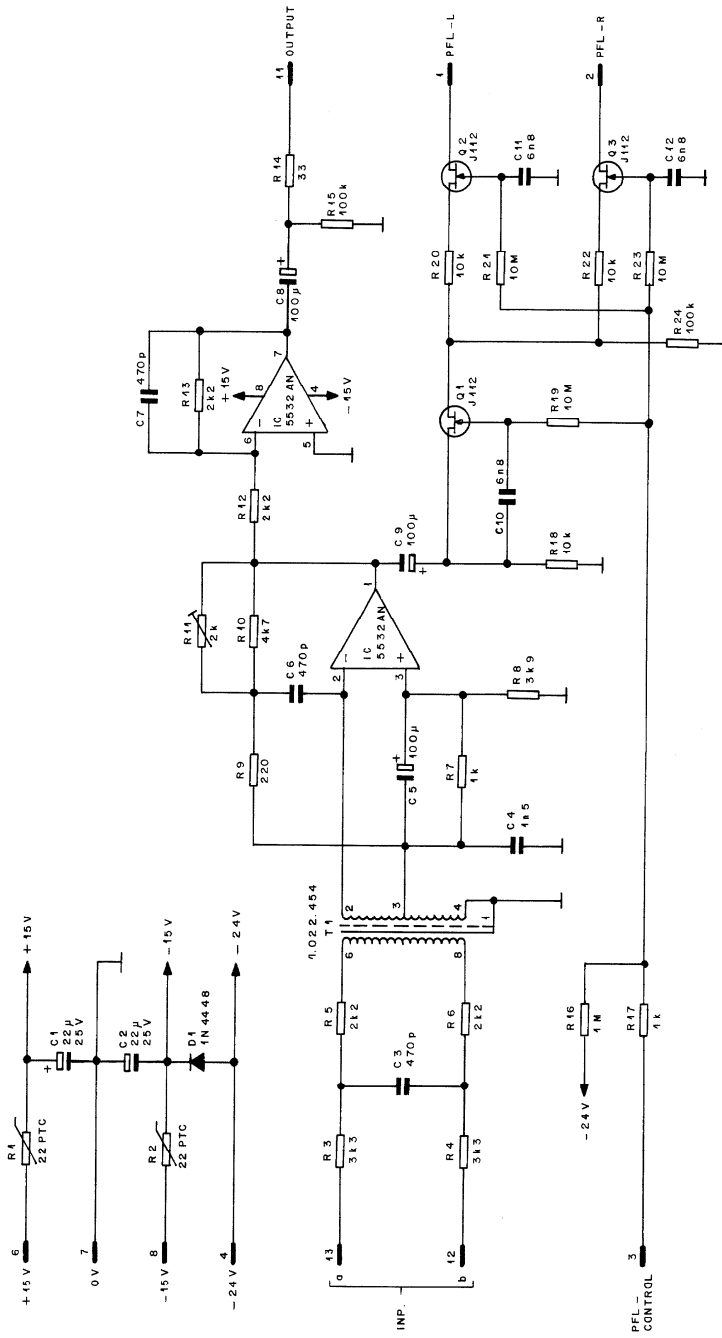 +15V
6
R1
22 PTC
+15V
C1
22µ
25V
+
0V
7
C2
22µ
25V
-15V
8
R2
22 PTC
-15V
D1
1N 4448
-24V
4
-24V
INP.
a
13
R3
3k3
R5
2k2
C3
470p
b
12
R4
3k3
R6
2k2
1.022.454
T1
6
8
2
3
4
1
R9
220
R11
2k
R10
4k7
C6
470p
C5
100µ
+
R7
1k
C4
1n5
R8
3k9
2
3
-
+
IC
5532AN
1
R12
2k2
C7
470p
R13
2k2
+15V
8
6
5
-
+
IC
5532 AN
4
-15V
7
C8
100µ
+
R14
33
R15
100k
11
OUTPUT
C9
100µ
+
C10
6n8
R18
10k
Q1
J112
R19
10M
R20
10k
R21
10M
Q2
J112
C11
6n8
1
PFL-L
R22
10k
R23
10M
Q3
J112
C12
6n8
2
PFL-R
R24
100k
-24V
R16
1M
R17
1k
3
PFL-
CONTROL